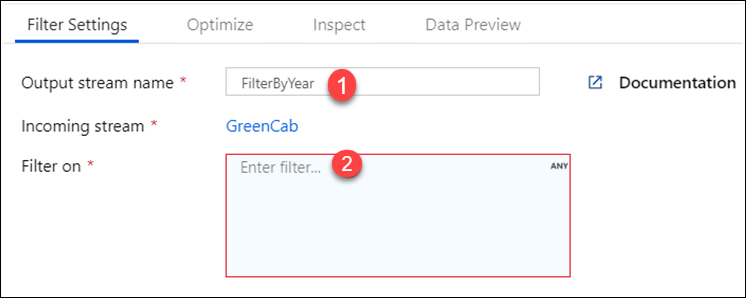 Filter Settings Optimize Inspect Data Preview
Output stream name * FilterByYear 1 Documentation
Incoming stream * GreenCab
Filter on * Enter filter... 2 ANY